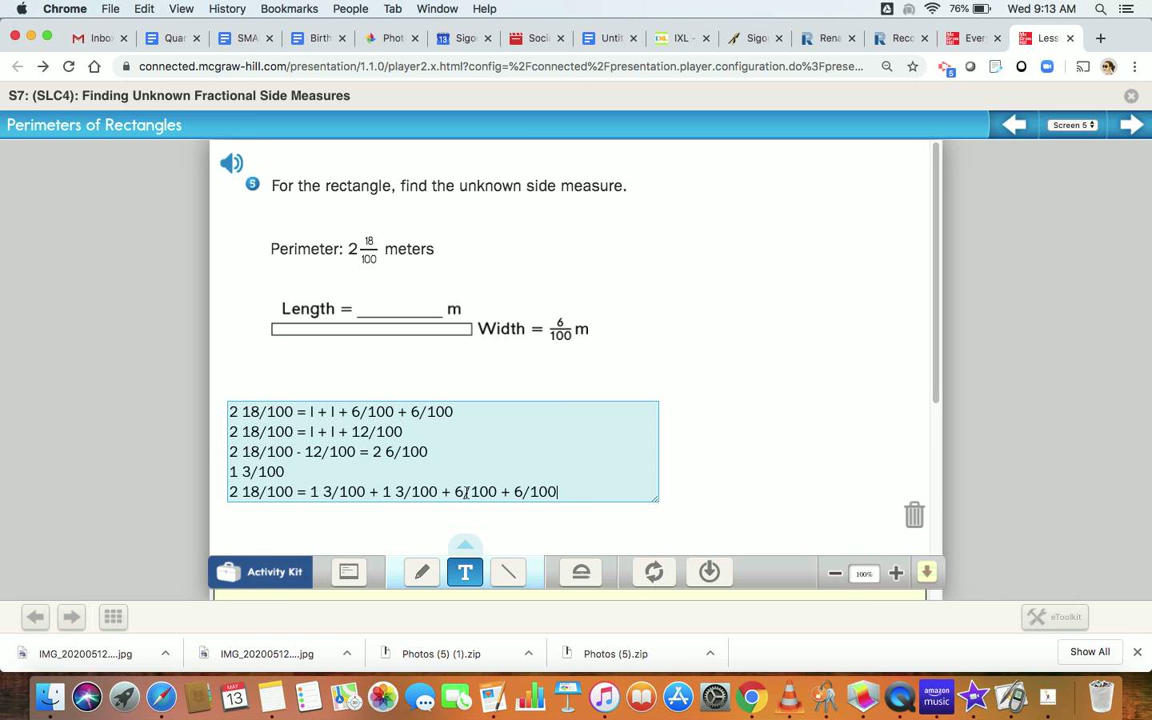 Chrome File Edit View History Bookmarks People Tab Window Help 76% Wed 9:13 AM
Inbo Quar SMA Birth Phot 13 Sigo Soci Unti IXL - Sigo Rena Reco Ever Less
connected.mcgraw-hill.com/presentation/1.1.0/player2.x.html?config=%2Fconnected%2Fpresentation.player.configuration.do%3Fprese...
S7: (SLC4): Finding Unknown Fractional Side Measures
Perimeters of Rectangles Screen 5
5 For the rectangle, find the unknown side measure.
Perimeter: 2 18/100 meters
Length = ________ m
Width = 6/100 m
2 18/100 = l + l + 6/100 + 6/100
2 18/100 = l + l + 12/100
2 18/100 - 12/100 = 2 6/100
1 3/100
2 18/100 = 1 3/100 + 1 3/100 + 6/100 + 6/100
Activity Kit T 100%
eToolkit
IMG_20200512....jpg IMG_20200512....jpg Photos (5) (1).zip Photos (5).zip Show All
MAY 13 amazon music